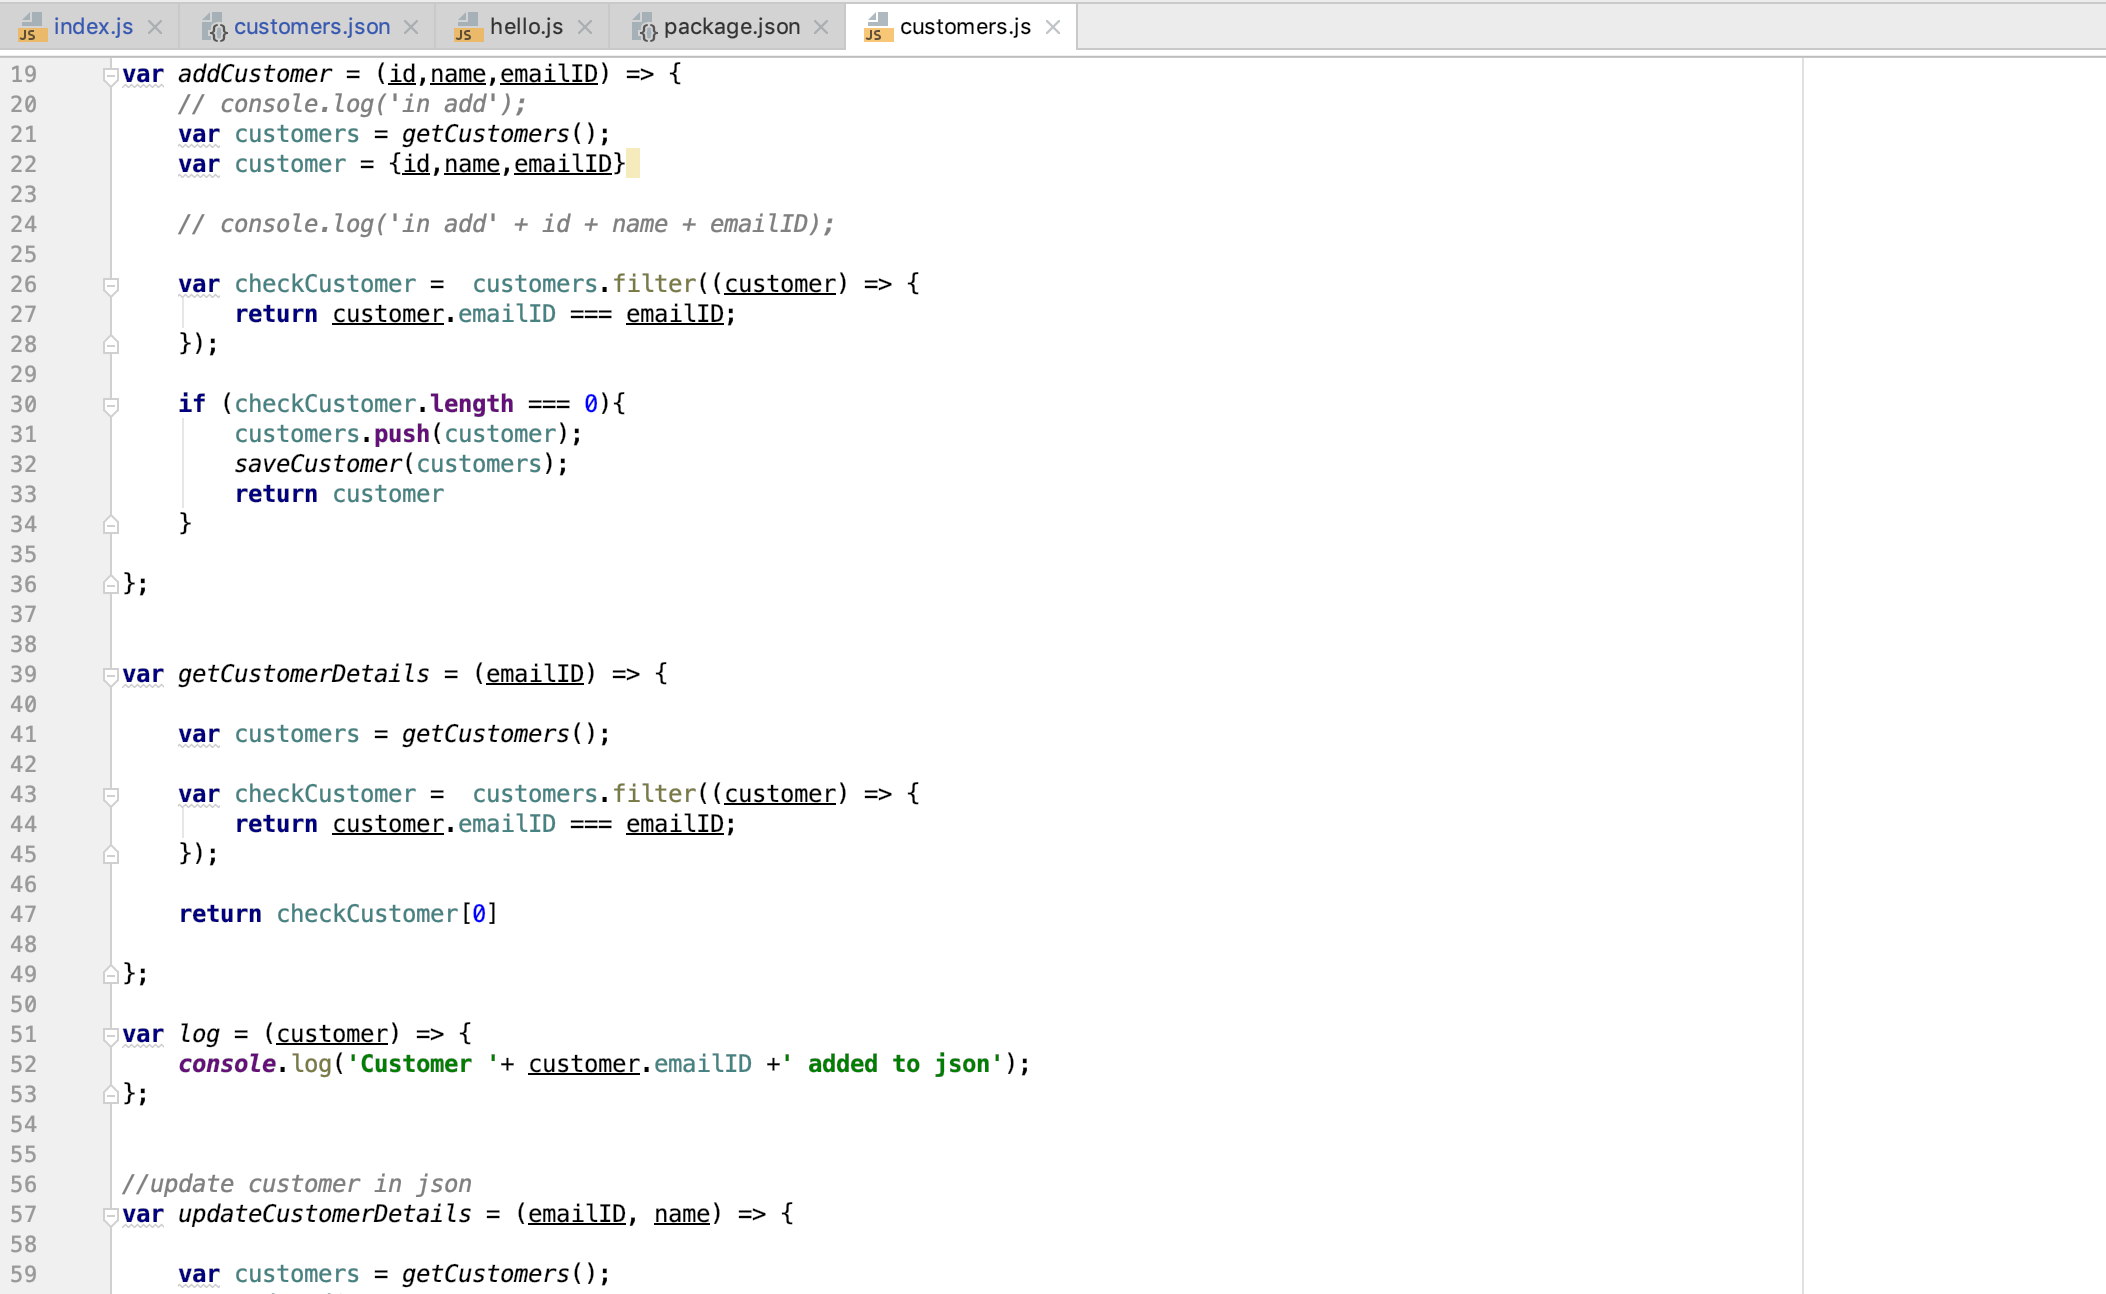 JS index.js
{} customers.json
JS hello.js
{} package.json
JS customers.js
19 var addCustomer = (id,name,emailID) => {
20     // console.log('in add');
21     var customers = getCustomers();
22     var customer = {id,name,emailID}
23
24     // console.log('in add' + id + name + emailID);
25
26     var checkCustomer =  customers.filter((customer) => {
27         return customer.emailID === emailID;
28     });
29
30     if (checkCustomer.length === 0){
31         customers.push(customer);
32         saveCustomer(customers);
33         return customer
34     }
35
36 };
37
38
39 var getCustomerDetails = (emailID) => {
40
41     var customers = getCustomers();
42
43     var checkCustomer =  customers.filter((customer) => {
44         return customer.emailID === emailID;
45     });
46
47     return checkCustomer[0]
48
49 };
50
51 var log = (customer) => {
52     console.log('Customer '+ customer.emailID +' added to json');
53 };
54
55
56 //update customer in json
57 var updateCustomerDetails = (emailID, name) => {
58
59     var customers = getCustomers();